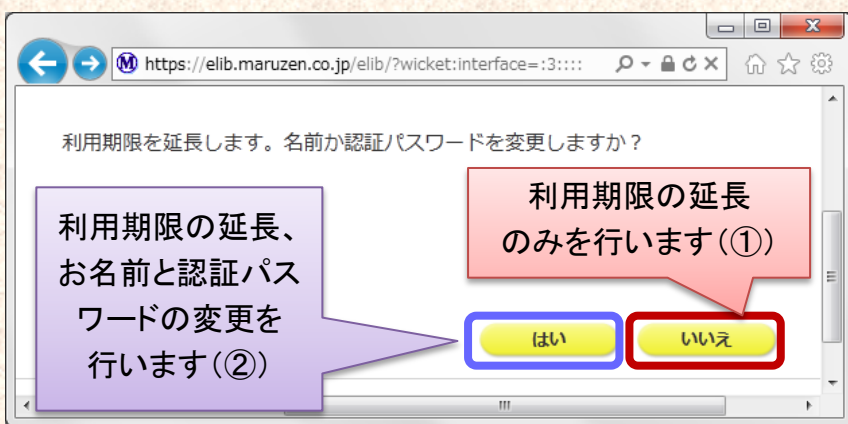 https://elib.maruzen.co.jp/elib/?wicket:interface=:3::::
利用期限を延長します。名前か認証パスワードを変更しますか？
利用期限の延長、
お名前と認証パス
ワードの変更を
行います(②)
利用期限の延長
のみを行います(①)
はい
いいえ